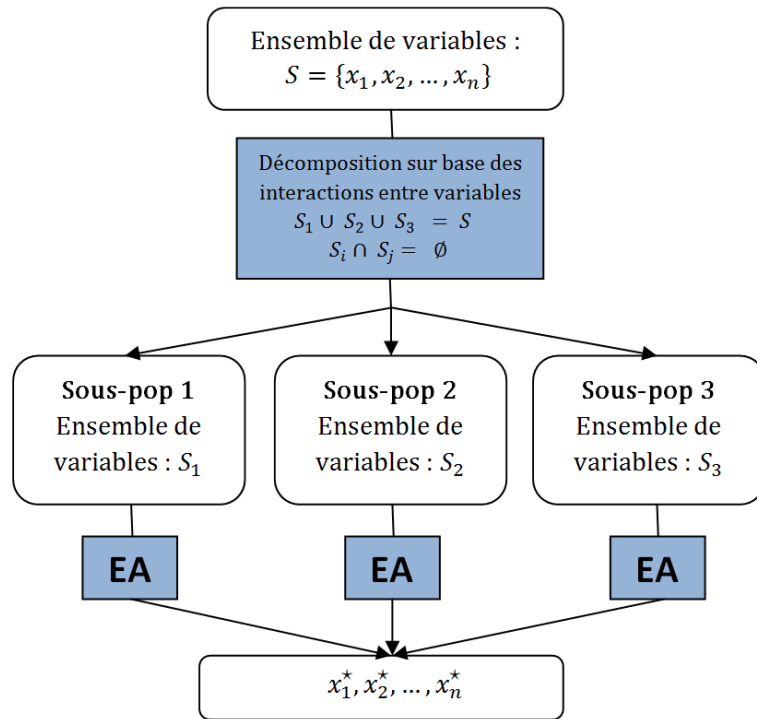 Ensemble de variables :
S = {x₁, x₂, …, xₙ}
Décomposition sur base des
interactions entre variables
S₁ ∪ S₂ ∪ S₃ = S
Sᵢ ∩ Sⱼ = ∅
Sous-pop 1
Ensemble de
variables : S₁
Sous-pop 2
Ensemble de
variables : S₂
Sous-pop 3
Ensemble de
variables : S₃
EA
EA
EA
x₁*, x₂*, …, xₙ*